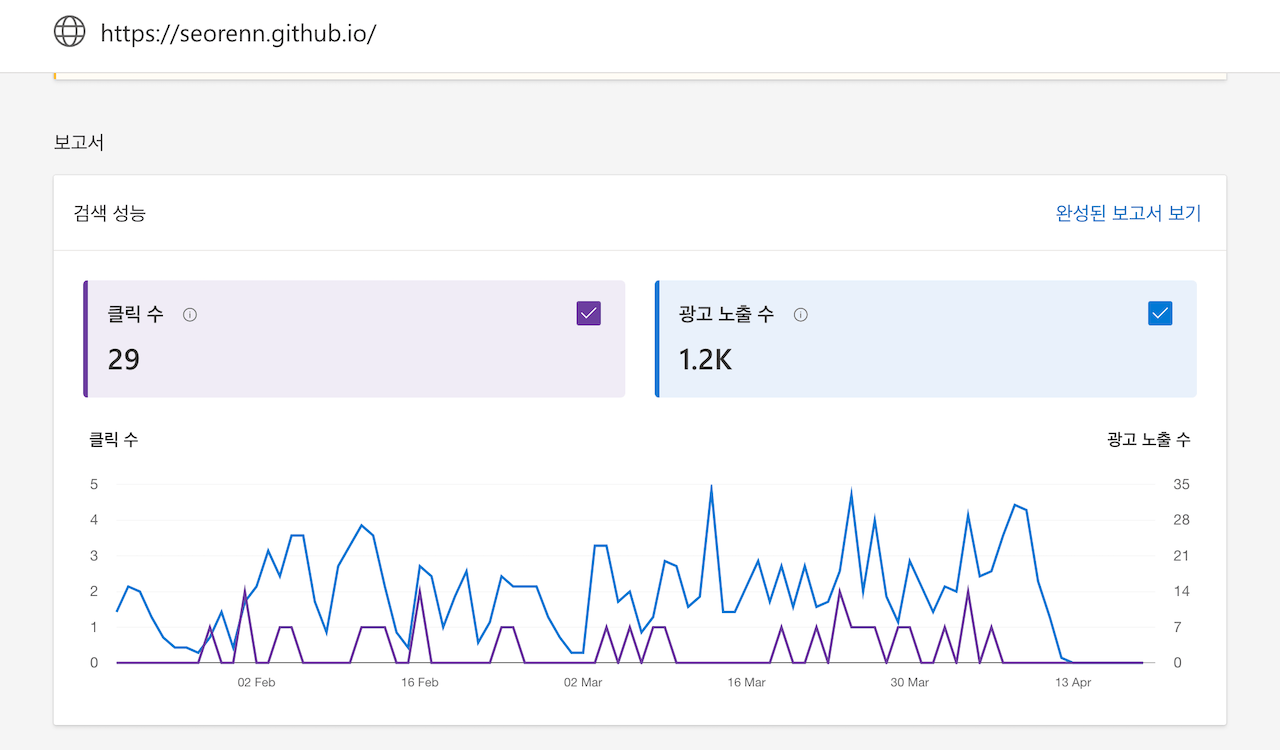 https://seorenn.github.io/
보고서
검색 성능
완성된 보고서 보기
클릭 수
29
광고 노출 수
1.2K
클릭 수
광고 노출 수
5
35
4
28
3
21
2
14
1
7
0
0
02 Feb
16 Feb
02 Mar
16 Mar
30 Mar
13 Apr